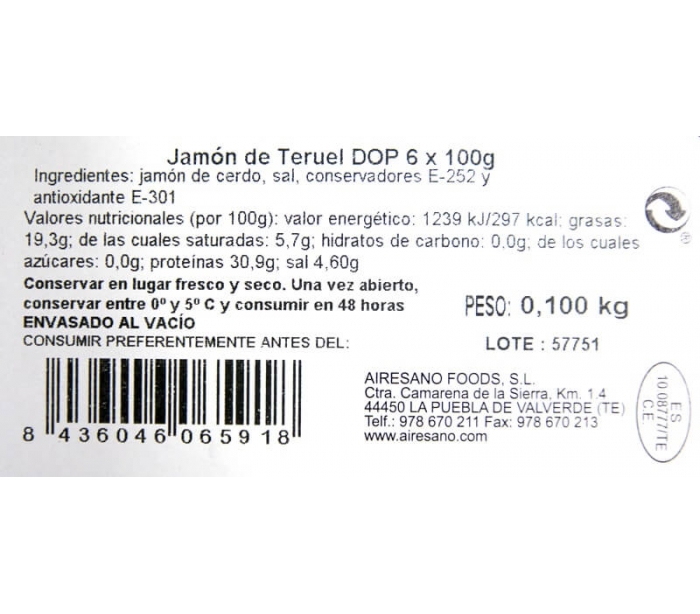 Jamón de Teruel DOP 6 x 100g
Ingredientes: jamón de cerdo, sal, conservadores E-252 y
antioxidante E-301
Valores nutricionales (por 100g): valor energético: 1239 kJ/297 kcal; grasas:
19,3g; de las cuales saturadas: 5,7g; hidratos de carbono: 0,0g; de los cuales
azúcares: 0,0g; proteínas 30,9g; sal 4,60g
®
Conservar en lugar fresco y seco. Una vez abierto,
conservar entre 0º y 5º C y consumir en 48 horas
ENVASADO AL VACÍO
CONSUMIR PREFERENTEMENTE ANTES DEL:
PESO: 0,100 kg
LOTE : 57751
8 436046 065918
AIRESANO FOODS, S.L.
Ctra. Camarena de la Sierra, Km. 1.4
44450 LA PUEBLA DE VALVERDE (TE)
Telf.: 978 670 211 Fax: 978 670 213
www.airesano.com
ES
10.08777/TE
CE